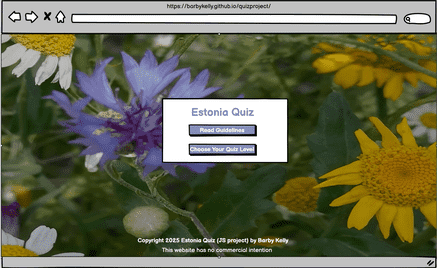 https://barbykelly.github.io/quizproject/
Estonia Quiz
Read Guidelines
Choose Your Quiz Level
Copyright 2025 Estonia Quiz (JS project) by Barby Kelly
This website has no commercial intention